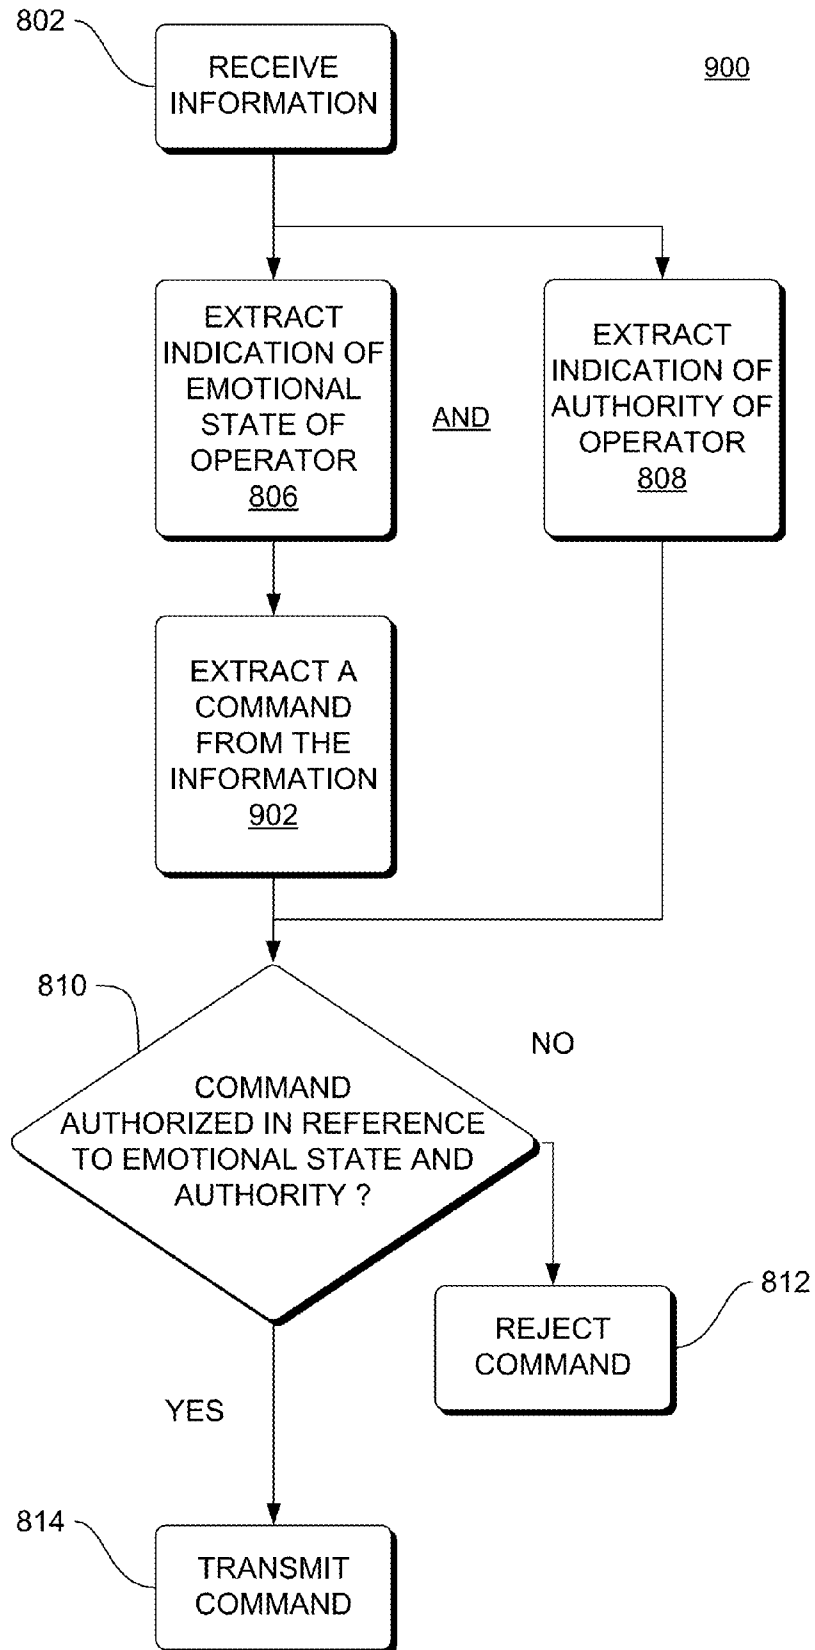 802
RECEIVE
INFORMATION
900
EXTRACT
INDICATION OF
EMOTIONAL
STATE OF
OPERATOR
806
AND
EXTRACT
INDICATION OF
AUTHORITY OF
OPERATOR
808
EXTRACT A
COMMAND
FROM THE
INFORMATION
902
810
COMMAND
AUTHORIZED IN REFERENCE
TO EMOTIONAL STATE AND
AUTHORITY ?
NO
812
REJECT
COMMAND
YES
814
TRANSMIT
COMMAND